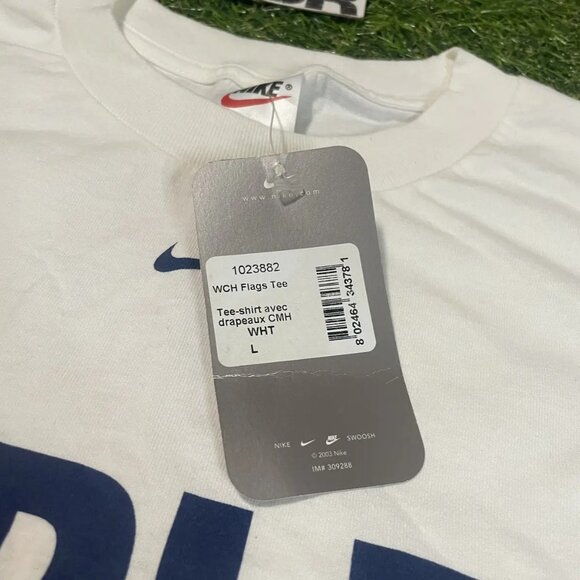 NIKE®
www.nike.com
1023882
WCH Flags Tee
Tee-shirt avec
drapeaux CMH
WHT
L
8 02464 34378 1
NIKE SWOOSH
© 2003 Nike
IM# 309288